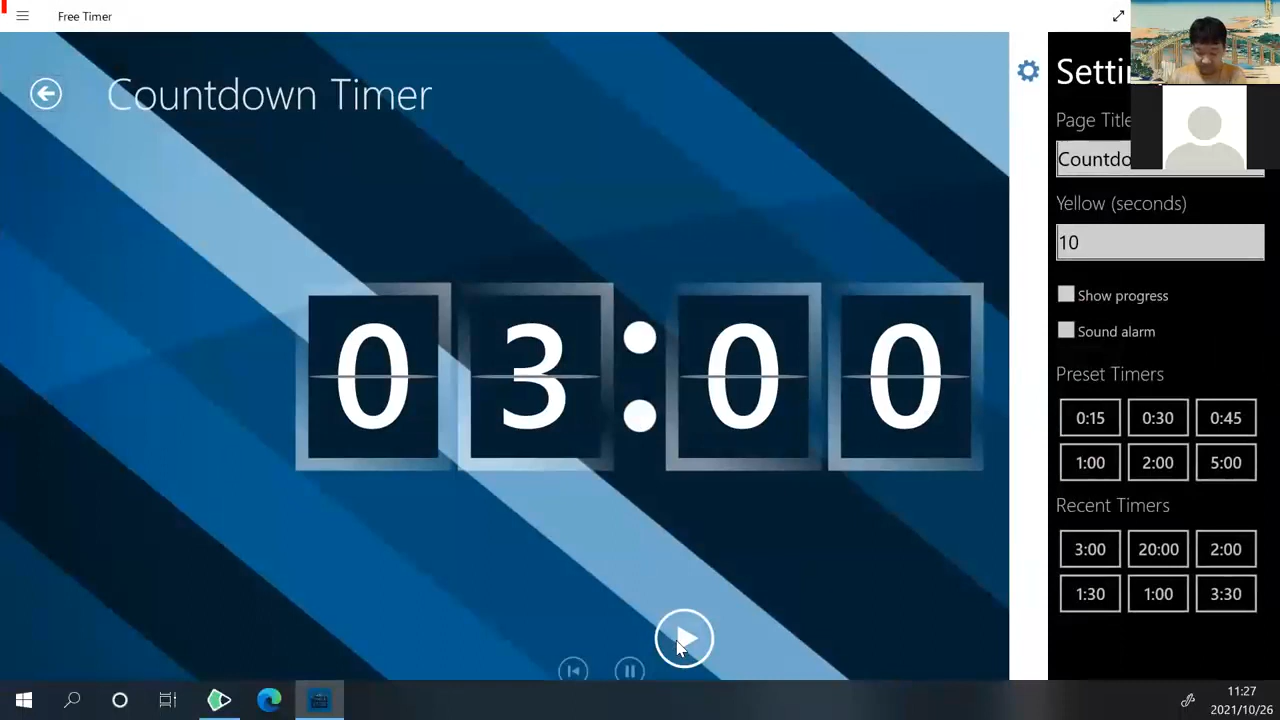 Free Timer
Countdown Timer
03:00
Setti
Page Title
Countdo
Yellow (seconds)
10
Show progress
Sound alarm
Preset Timers
0:15 0:30 0:45
1:00 2:00 5:00
Recent Timers
3:00 20:00 2:00
1:30 1:00 3:30
11:27
2021/10/26